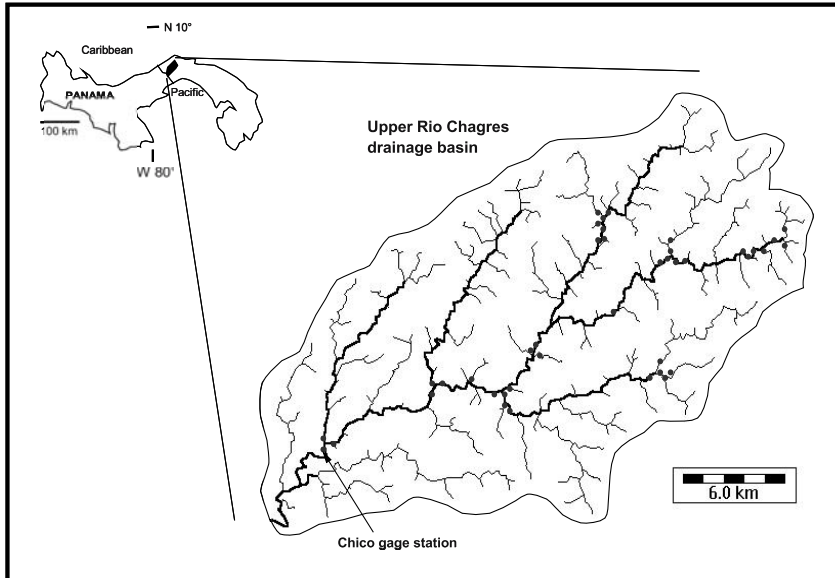 N 10°
Caribbean
PANAMA
Pacific
100 km
W 80'
Upper Rio Chagres
drainage basin
6.0 km
Chico gage station